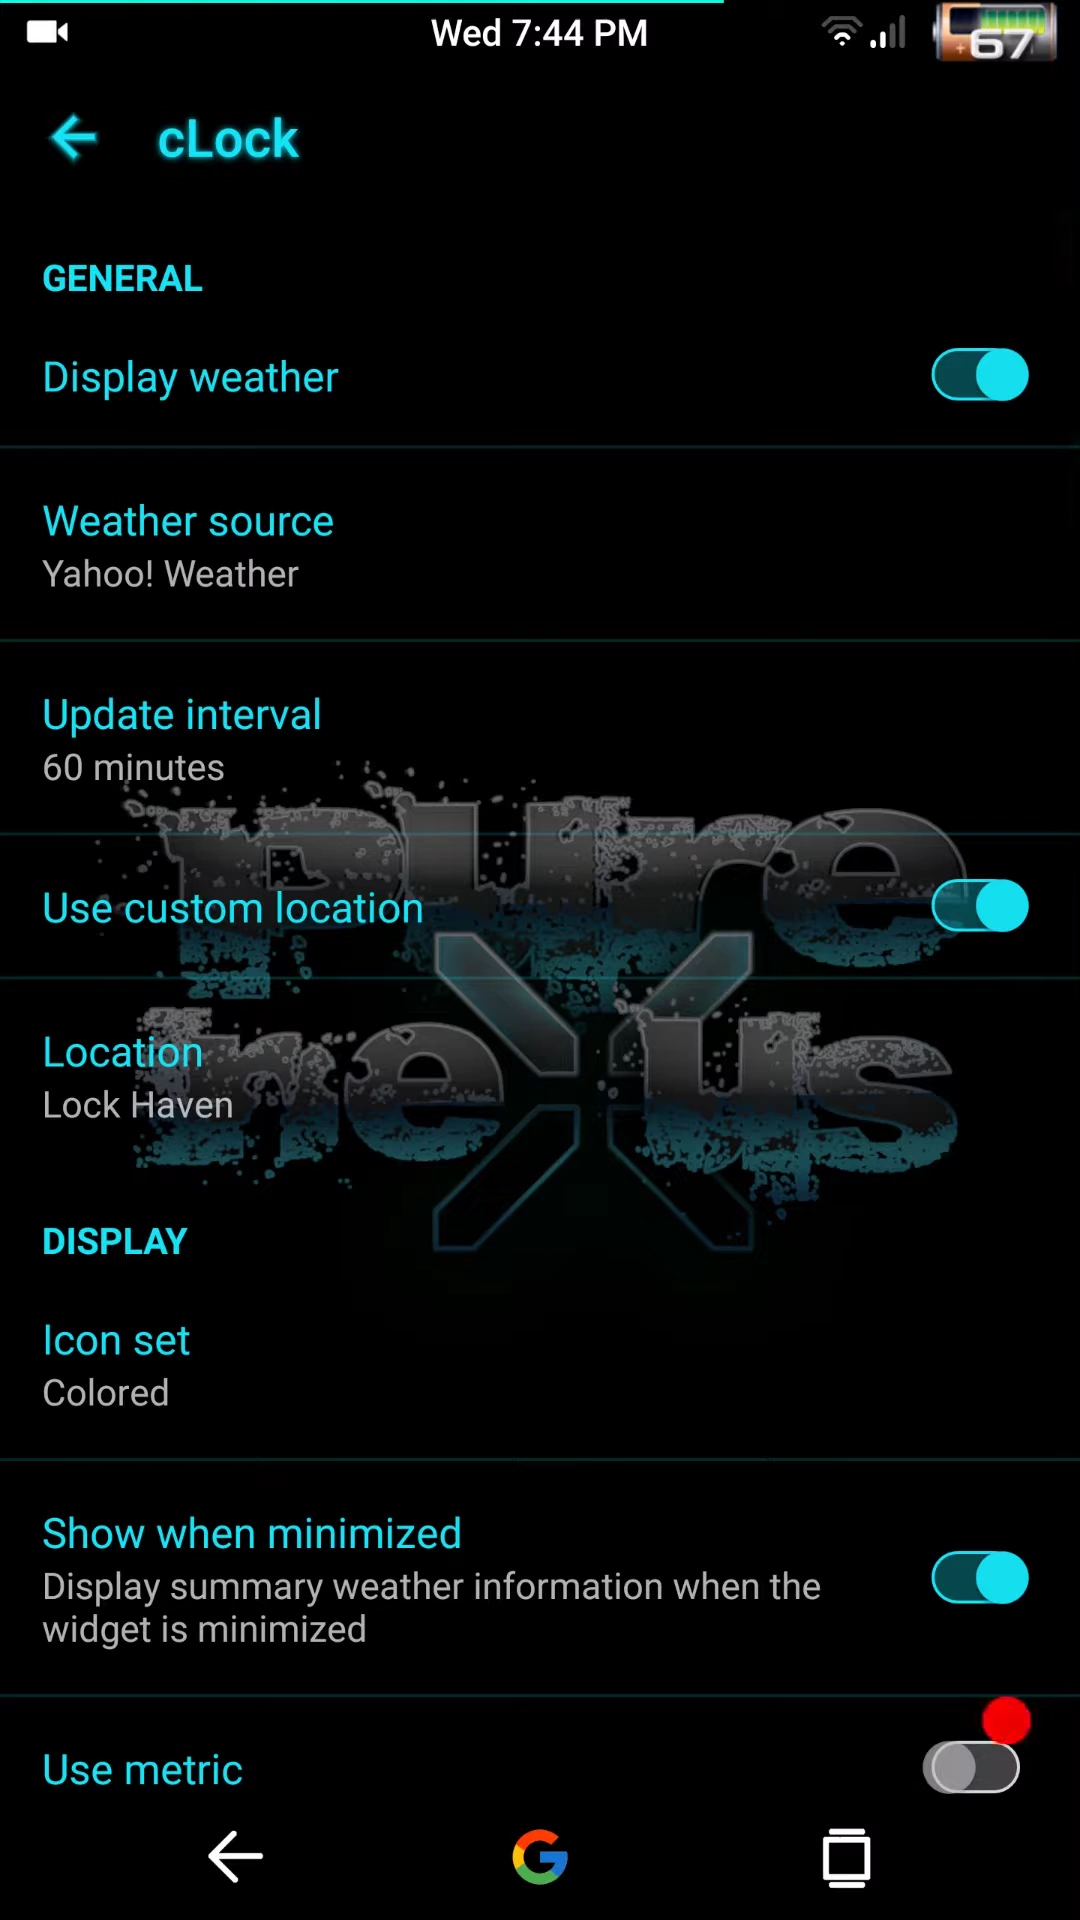 Wed 7:44 PM
67
cLock
GENERAL
Display weather
Weather source
Yahoo! Weather
Update interval
60 minutes
pure
Use custom location
nexus
Location
Lock Haven
DISPLAY
Icon set
Colored
Show when minimized
Display summary weather information when the
widget is minimized
Use metric
G